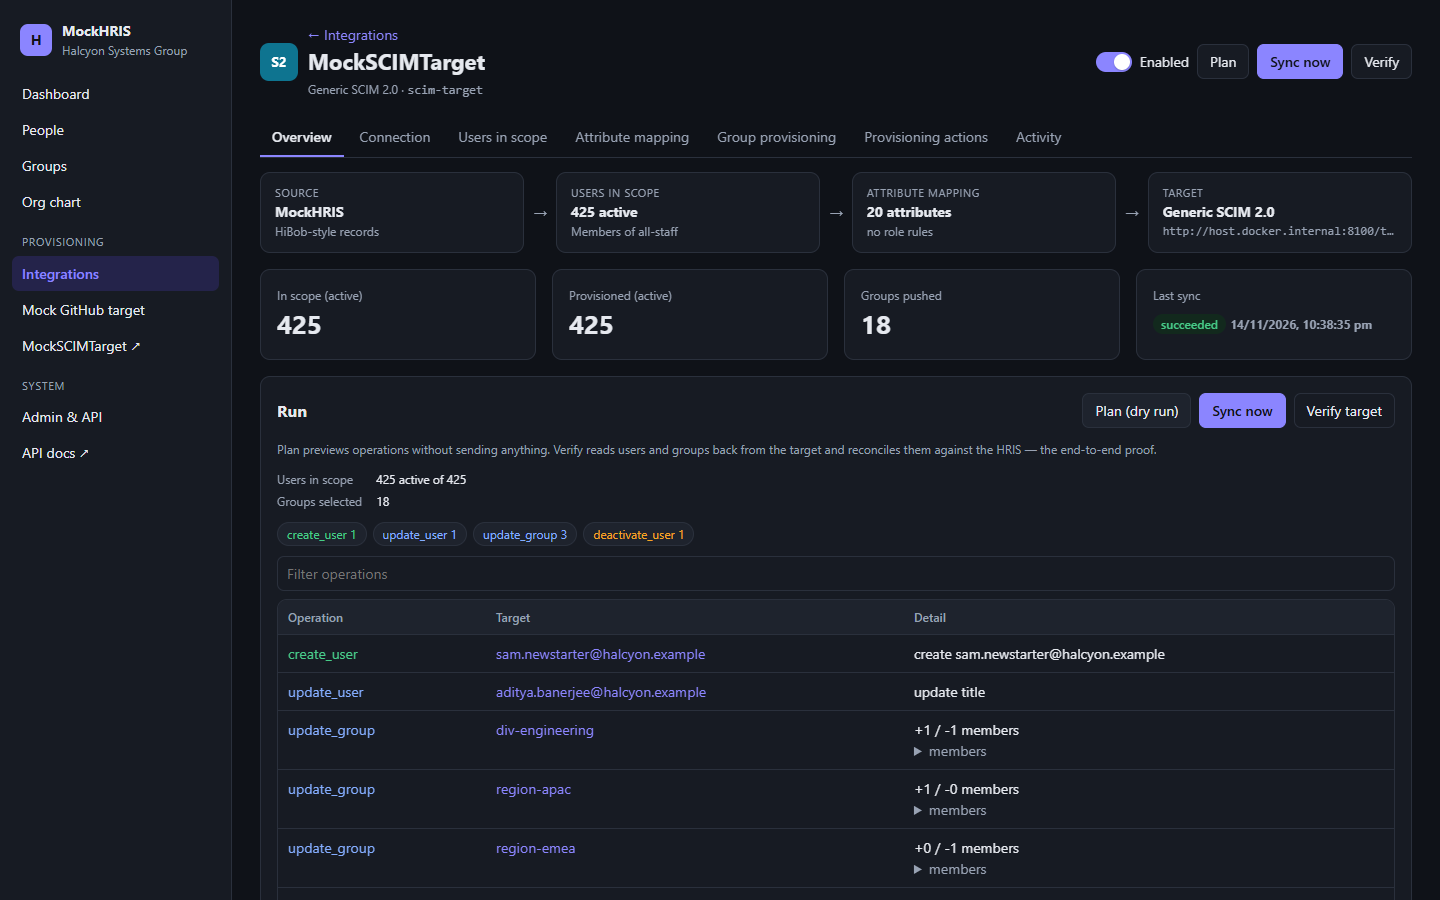 H
MockHRIS
Halcyon Systems Group
Dashboard
People
Groups
Org chart
PROVISIONING
Integrations
Mock GitHub target
MockSCIMTarget ↗
SYSTEM
Admin & API
API docs ↗
← Integrations
S2
MockSCIMTarget
Generic SCIM 2.0 · scim-target
Enabled
Plan
Sync now
Verify
Overview
Connection
Users in scope
Attribute mapping
Group provisioning
Provisioning actions
Activity
SOURCE
MockHRIS
HiBob-style records
→
USERS IN SCOPE
425 active
Members of all-staff
→
ATTRIBUTE MAPPING
20 attributes
no role rules
→
TARGET
Generic SCIM 2.0
http://host.docker.internal:8100/t…
In scope (active)
425
Provisioned (active)
425
Groups pushed
18
Last sync
succeeded 14/11/2026, 10:38:35 pm
Run
Plan (dry run)
Sync now
Verify target
Plan previews operations without sending anything. Verify reads users and groups back from the target and reconciles them against the HRIS — the end-to-end proof.
Users in scope 425 active of 425
Groups selected 18
create_user 1
update_user 1
update_group 3
deactivate_user 1
Filter operations
Operation Target Detail
create_user sam.newstarter@halcyon.example create sam.newstarter@halcyon.example
update_user aditya.banerjee@halcyon.example update title
update_group div-engineering +1 / -1 members
▶ members
update_group region-apac +1 / -0 members
▶ members
update_group region-emea +0 / -1 members
▶ members